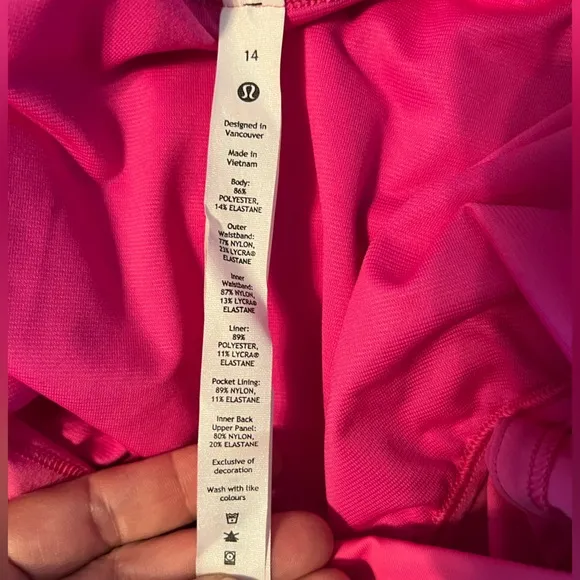 14
Designed in
Vancouver
Made in
Vietnam
Body:
86%
POLYESTER,
14% ELASTANE
Outer
Waistband:
77% NYLON,
23% LYCRA®
ELASTANE
Inner
Waistband:
87% NYLON,
13% LYCRA®
ELASTANE
Liner:
89%
POLYESTER,
11% LYCRA®
ELASTANE
Pocket Lining:
89% NYLON,
11% ELASTANE
Inner Back
Upper Panel:
80% NYLON,
20% ELASTANE
Exclusive of
decoration
Wash with like
colours